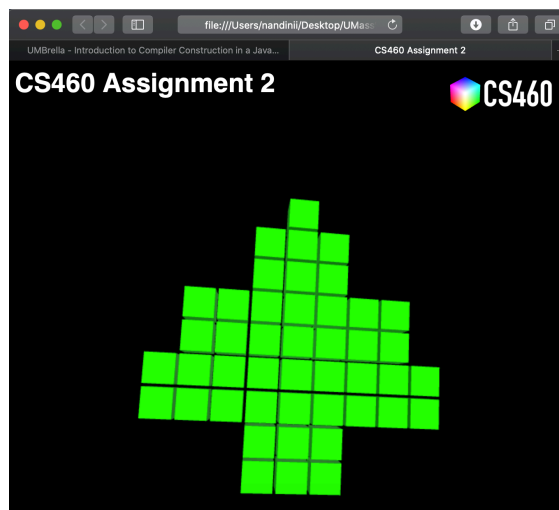 file:///Users/nandinii/Desktop/UMass
UMBrella - Introduction to Compiler Construction in a Java...
CS460 Assignment 2
CS460 Assignment 2
CS460